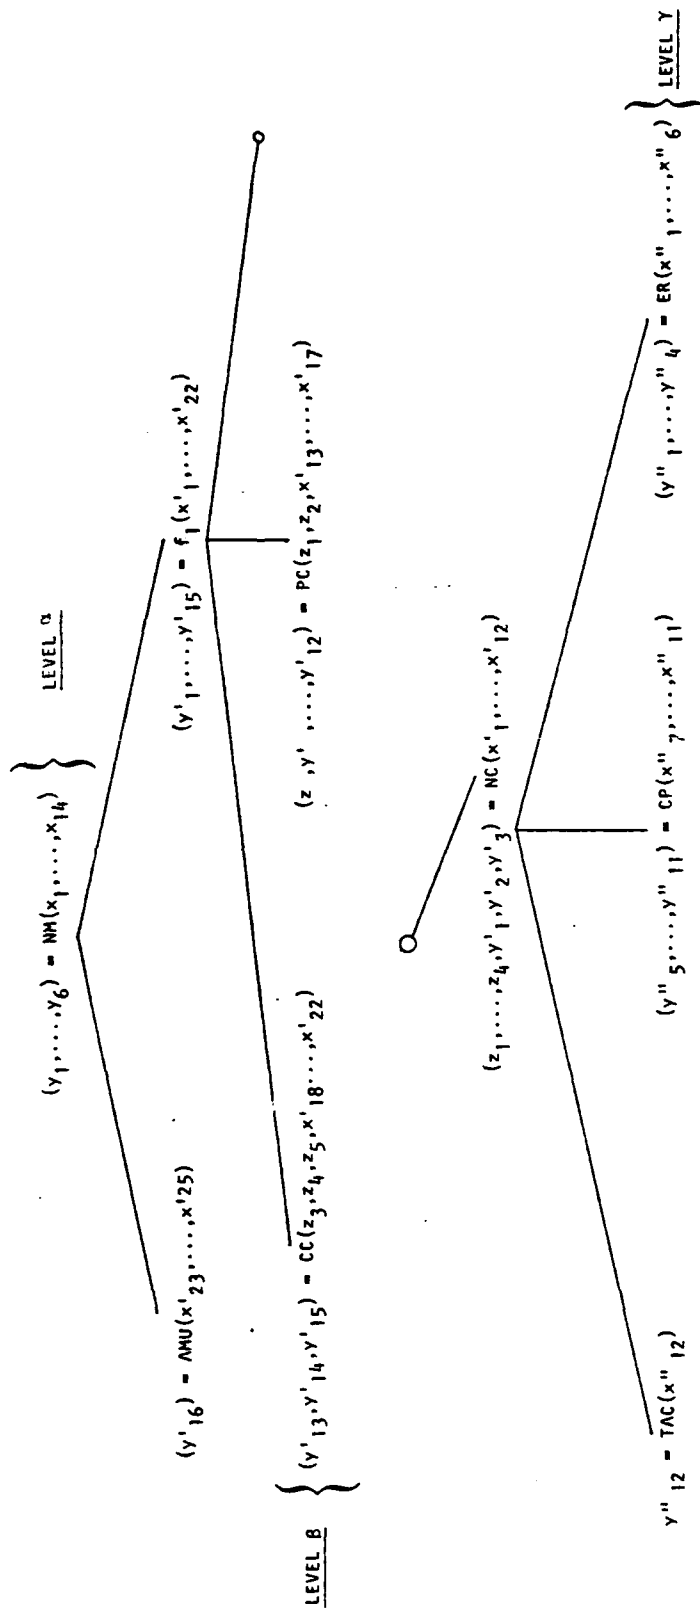 (y₁,...,y₆) = NM(x₁,...,x₁₄) LEVEL α
(y'₁₆) = AMU(x'₂₃,...,x'25) (y'₁,...,y'₁₅) = f₁(x'₁,...,x'₂₂)
LEVEL β (y'₁₃,y'₁₄,y'₁₅) = CC(z₃,z₄,z₅,x'₁₈...,x'₂₂) (z ,y' ,...,y'₁₂) = PC(z₁,z₂,x'₁₃,...,x'₁₇)
(z₁,...,z₄,y'₁,y'₂,y'₃) = NC(x'₁,...,x'₁₂)
y"₁₂ = TAC(x"₁₂) (y"₅,...,y"₁₁) = CP(x"₇,...,x"₁₁) (y"₁,...,y"₄) = ER(x"₁,...,x"₆) LEVEL γ